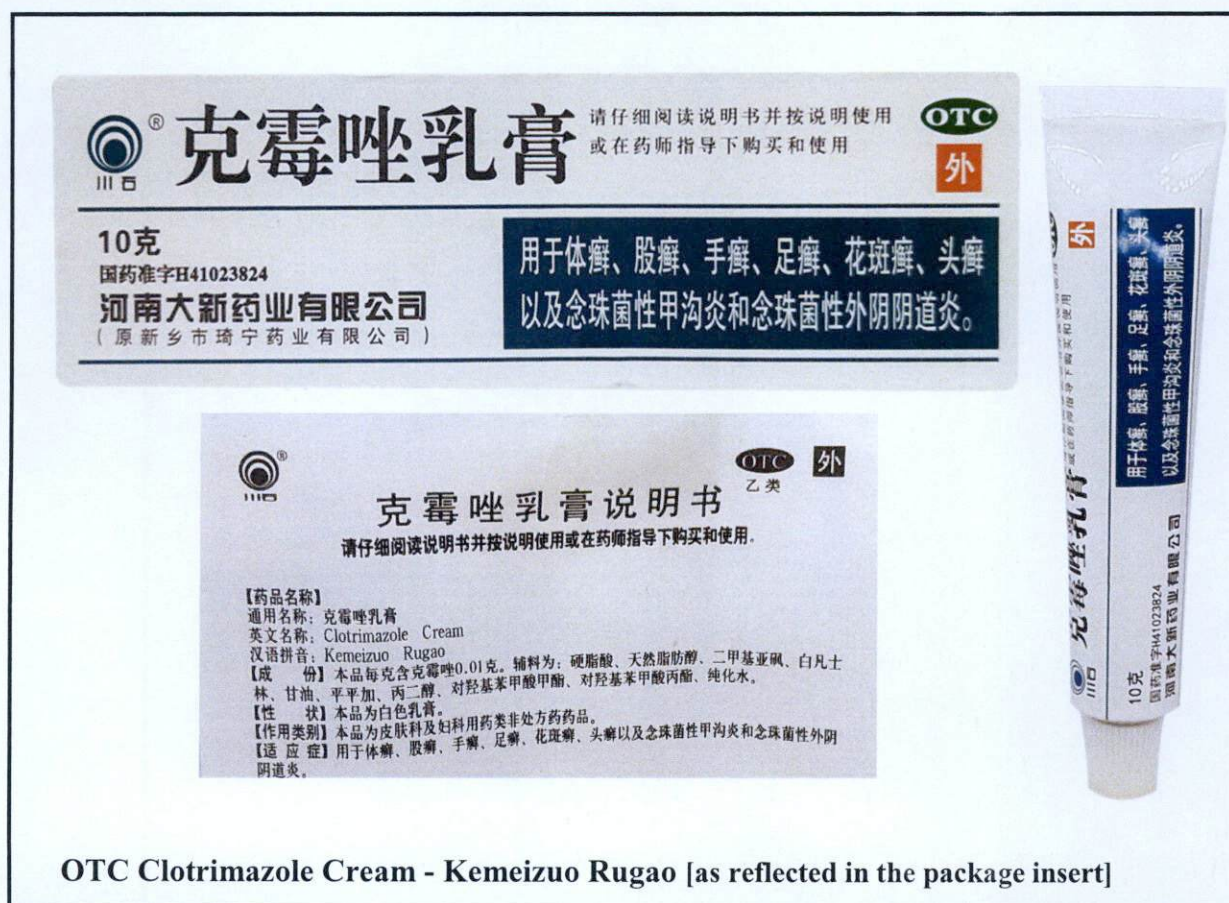 川石®
克霉唑乳膏
请仔细阅读说明书并按说明使用
或在药师指导下购买和使用
OTC
外
10克
国药准字H41023824
河南大新药业有限公司
(原新乡市琦宁药业有限公司)
用于体癣、股癣、手癣、足癣、花斑癣、头癣
以及念珠菌性甲沟炎和念珠菌性外阴阴道炎。
川石®
OTC
外
乙类
克霉唑乳膏说明书
请仔细阅读说明书并按说明使用或在药师指导下购买和使用.
【药品名称】
通用名称：克霉唑乳膏
英文名称：Clotrimazole Cream
汉语拼音：Kemeizuo Rugao
【成 份】本品每克含克霉唑0.01克。辅料为：硬脂酸、天然脂肪醇、二甲基亚砜、白凡士
林、甘油、平平加、丙二醇、对羟基苯甲酸甲酯、对羟基苯甲酸丙酯、纯化水。
【性 状】本品为白色乳膏。
【作用类别】本品为皮肤科及妇科用药类非处方药药品。
【适 应 症】用于体癣、股癣、手癣、足癣、花斑癣、头癣以及念珠菌性甲沟炎和念珠菌性外阴
阴道炎。
川石
克霉唑乳膏
外
用于体癣、股癣、手癣、足癣、花斑癣、头癣
以及念珠菌性甲沟炎和念珠菌性外阴阴道炎。
10克
国药准字H41023824
河南大新药业有限公司
OTC Clotrimazole Cream - Kemeizuo Rugao [as reflected in the package insert]